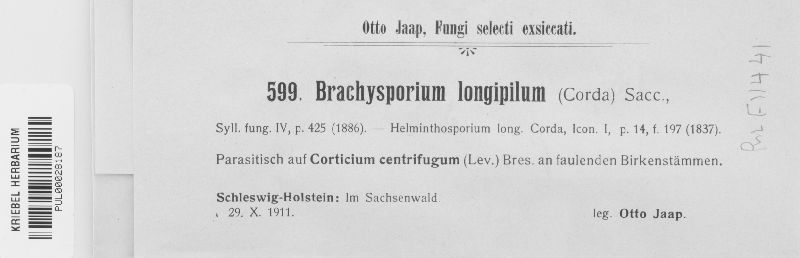 Otto Jaap, Fungi selecti exsiccati.
599. Brachysporium longipilum (Corda) Sacc.,
Syll. fung. IV, p. 425 (1886). — Helminthosporium long. Corda, Icon. I, p. 14, f. 197 (1837).
Parasitisch auf Corticium centrifugum (Lev.) Bres. an faulenden Birkenstämmen.
Schleswig-Holstein: Im Sachsenwald
29. X. 1911. leg. Otto Jaap.
KRIEBEL HERBARIUM
PUL00028187